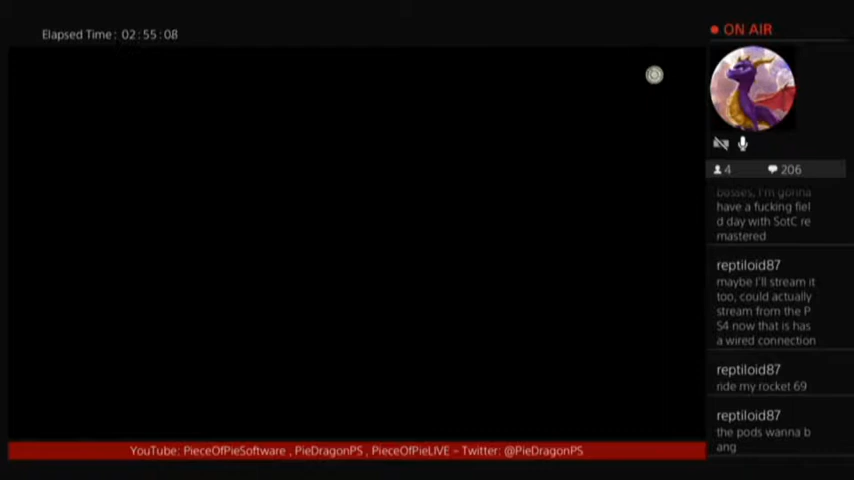 Elapsed Time: 02:55:08
ON AIR
4 206
bosses, I'm gonna
have a fucking fiel
d day with SotC re
mastered
reptiloid87
maybe I'll stream it
too, could actually
stream from the P
S4 now that is has
a wired connection
reptiloid87
ride my rocket 69
reptiloid87
the pods wanna b
ang
YouTube: PieceOfPieSoftware , PieDragonPS , PieceOfPieLIVE – Twitter: @PieDragonPS